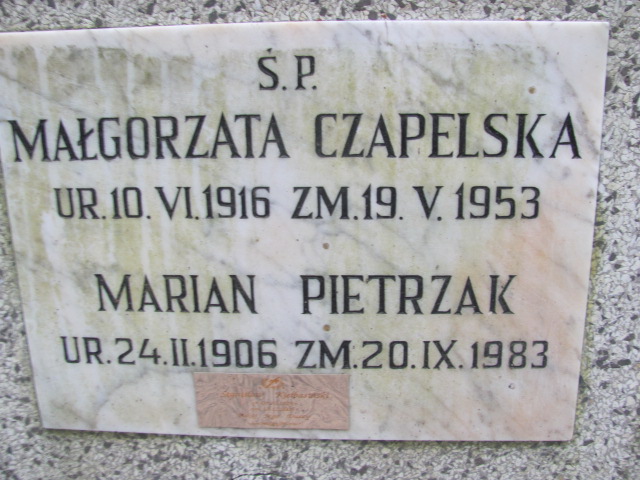 Ś.P.
MAŁGORZATA CZAPELSKA
UR.10.VI.1916 ZM.19.V.1953
MARIAN PIETRZAK
UR.24.II.1906 ZM.20.IX.1983